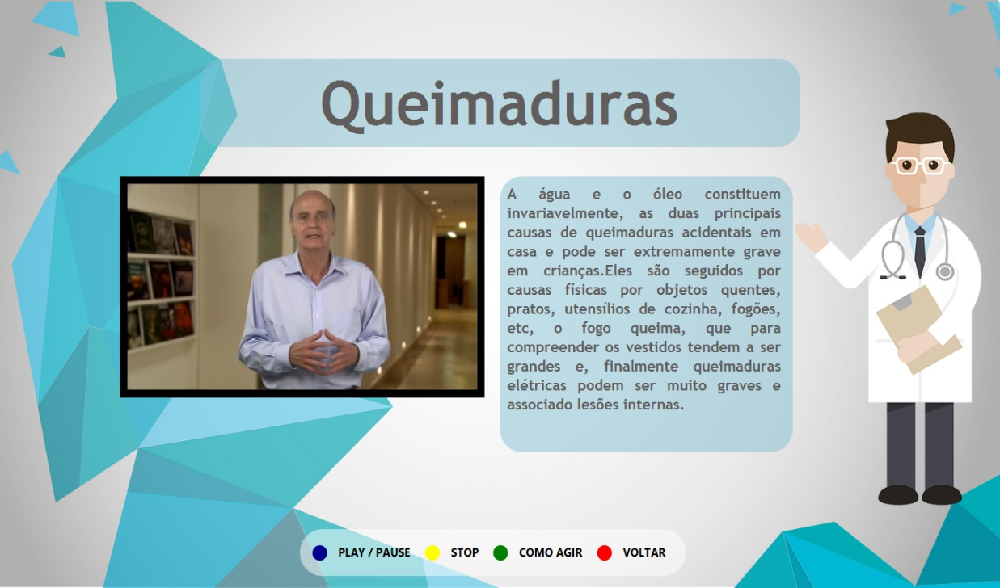 Queimaduras
A água e o óleo constituem
invariavelmente, as duas principais
causas de queimaduras acidentais em
casa e pode ser extremamente grave
em crianças.Eles são seguidos por
causas físicas por objetos quentes,
pratos, utensílios de cozinha, fogões,
etc, o fogo queima, que para
compreender os vestidos tendem a ser
grandes e, finalmente queimaduras
elétricas podem ser muito graves e
associado lesões internas.
PLAY / PAUSE STOP COMO AGIR VOLTAR